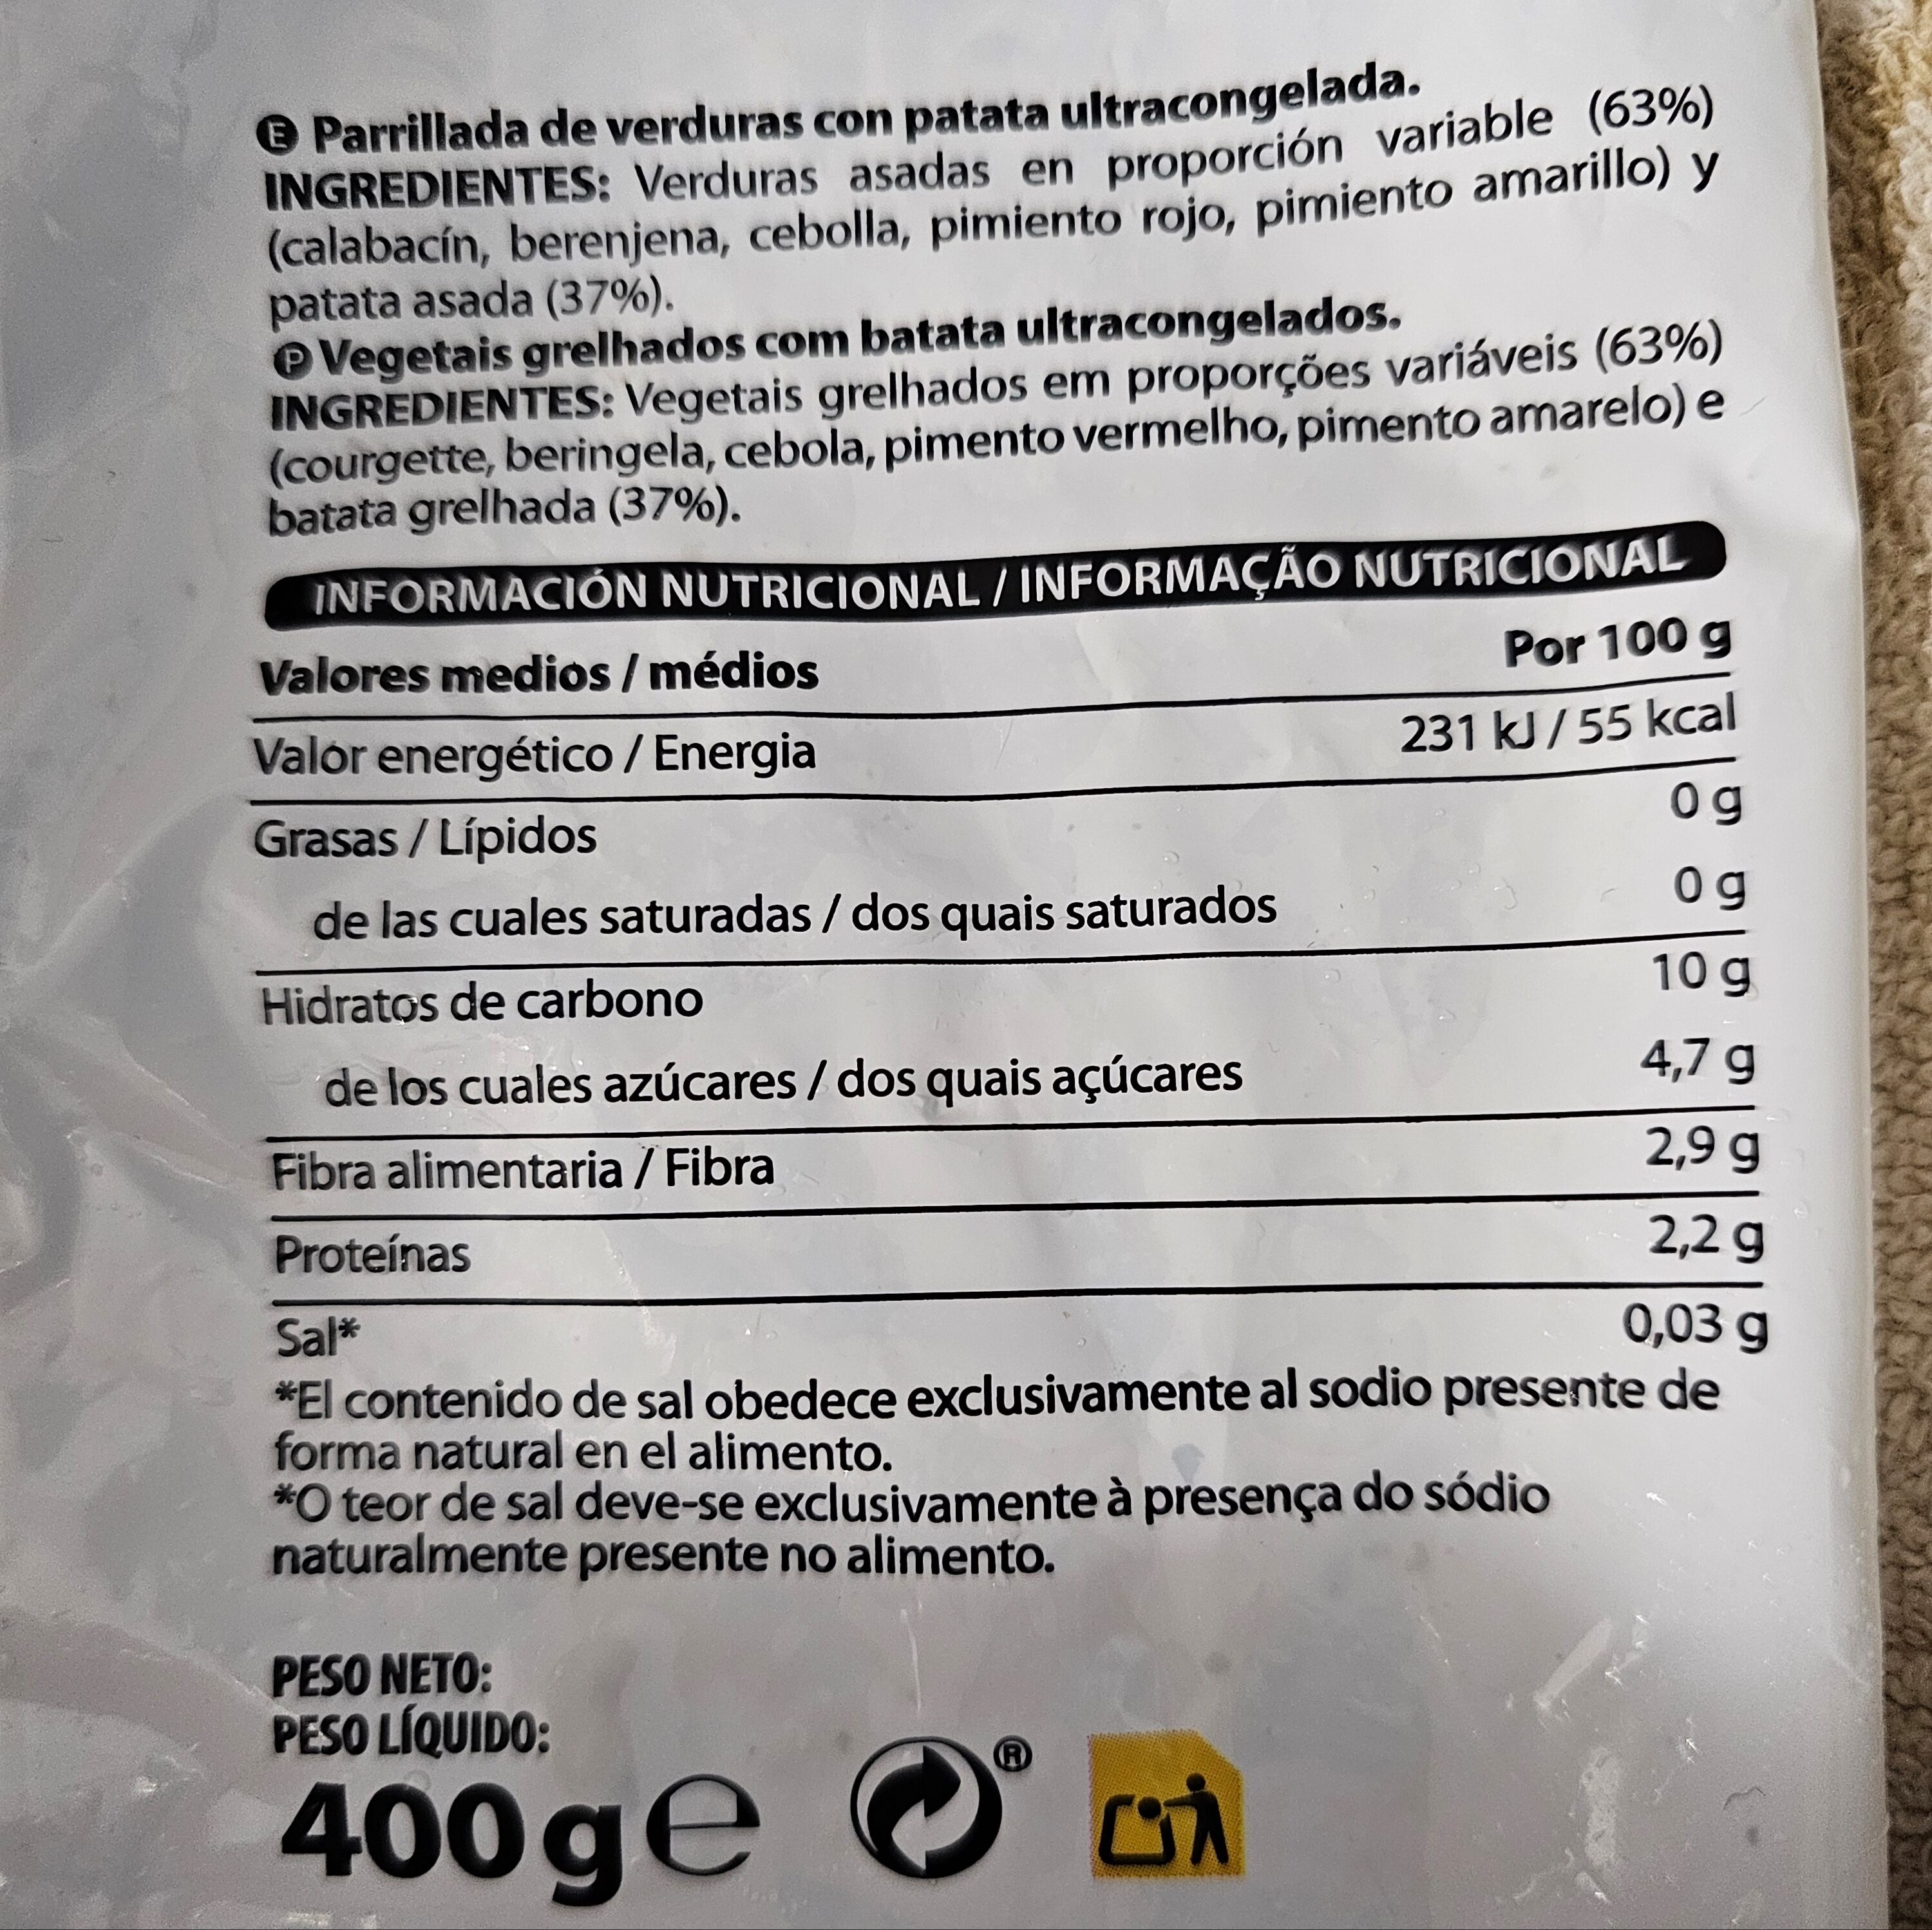 E Parrillada de verduras con patata ultracongelada.
INGREDIENTES: Verduras asadas en proporción variable (63%)
(calabacín, berenjena, cebolla, pimiento rojo, pimiento amarillo) y
patata asada (37%).
P Vegetais grelhados com batata ultracongelados.
INGREDIENTES: Vegetais grelhados em proporções variáveis (63%)
(courgette, beringela, cebola, pimento vermelho, pimento amarelo) e
batata grelhada (37%).
INFORMACIÓN NUTRICIONAL / INFORMAÇÃO NUTRICIONAL
Valores medios / médios Por 100 g
Valor energético / Energia 231 kJ / 55 kcal
Grasas / Lípidos 0 g
de las cuales saturadas / dos quais saturados 0 g
Hidratos de carbono 10 g
de los cuales azúcares / dos quais açúcares 4,7 g
Fibra alimentaria / Fibra 2,9 g
Proteínas 2,2 g
Sal* 0,03 g
*El contenido de sal obedece exclusivamente al sodio presente de
forma natural en el alimento.
*O teor de sal deve-se exclusivamente à presença do sódio
naturalmente presente no alimento.
PESO NETO:
PESO LÍQUIDO:
400 g e ®